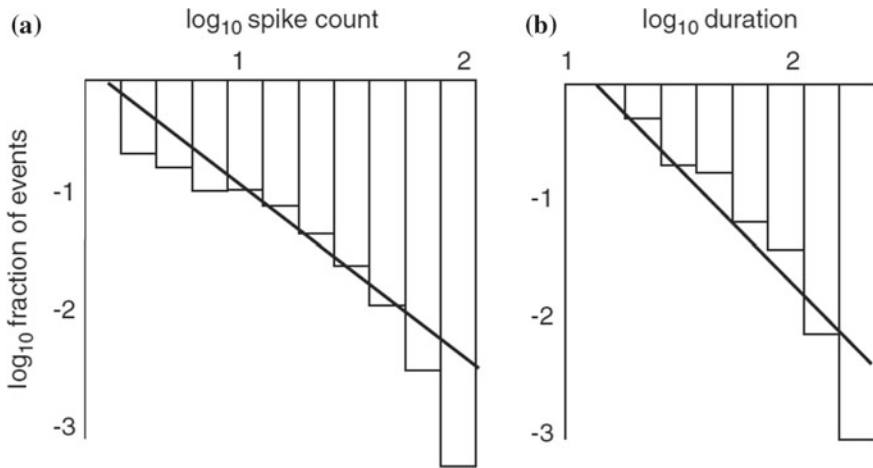 (a) log₁₀ spike count
1 2
log₁₀ fraction of events
-1
-2
-3
(b) log₁₀ duration
1 2
-1
-2
-3